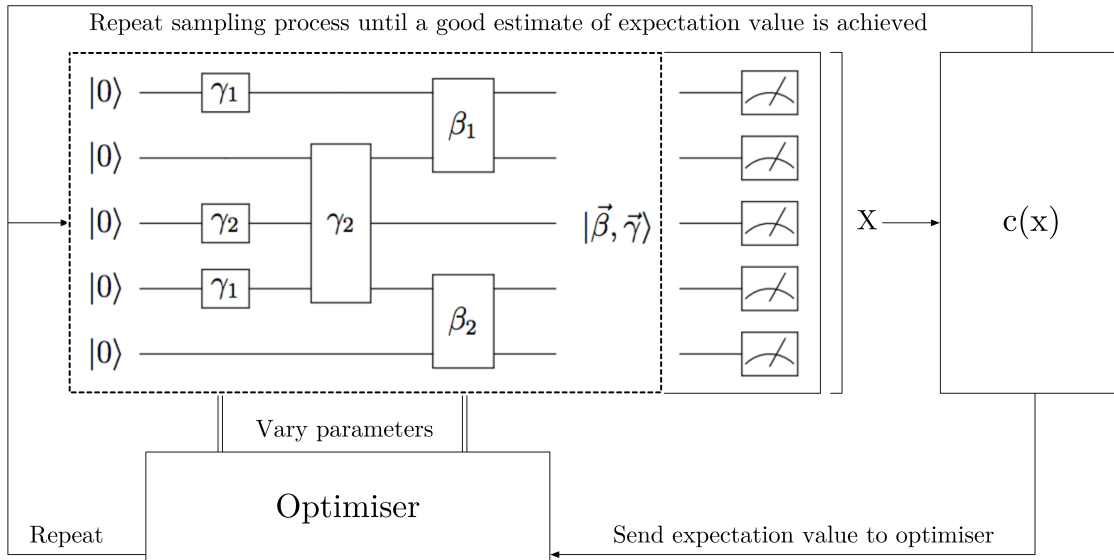 Repeat sampling process until a good estimate of expectation value is achieved
|0⟩ γ₁ β₁
|0⟩
|0⟩ γ₂ γ₂ |β⃗, γ⃗⟩ X c(x)
|0⟩ γ₁ β₂
|0⟩
Vary parameters
Optimiser
Repeat
Send expectation value to optimiser